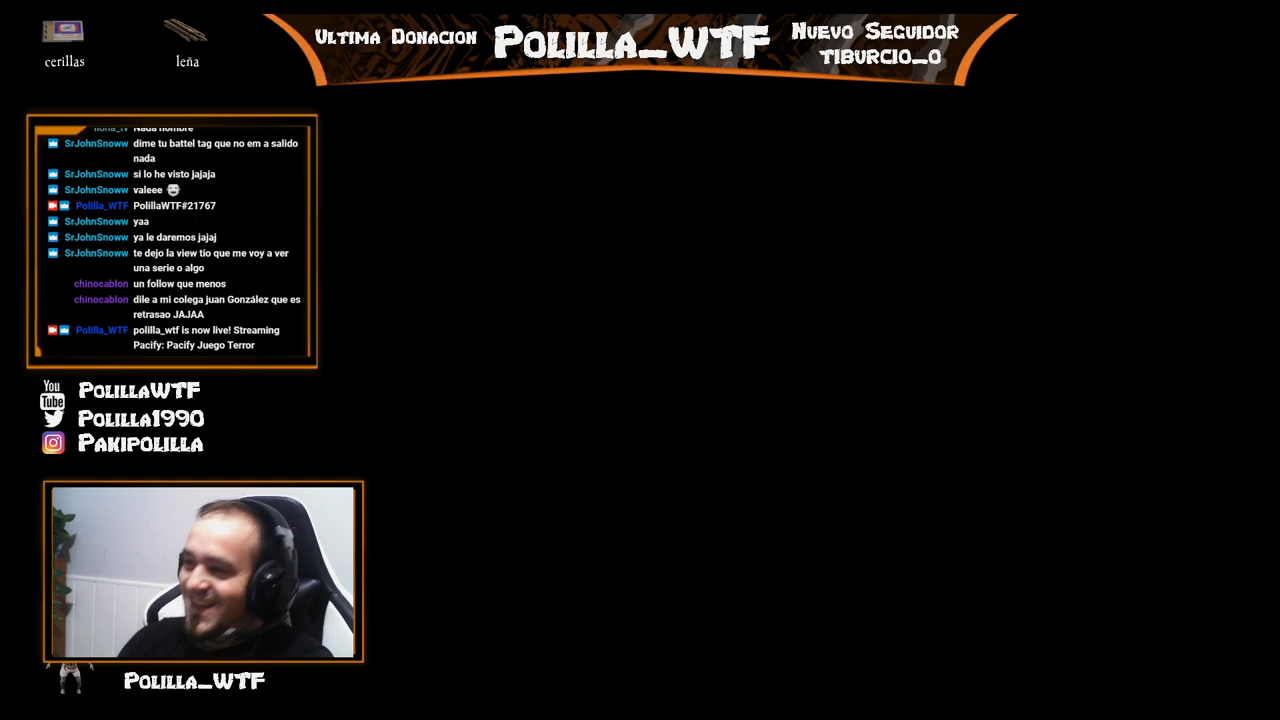 cerillas
leña
Ultima Donacion
Polilla_WTF
Nuevo Seguidor
tiburcio_0
Nada hombre
SrJohnSnoww dime tu battel tag que no em a salido
nada
SrJohnSnoww si lo he visto jajaja
SrJohnSnoww valeee
Polilla_WTF PolillaWTF#21767
SrJohnSnoww yaa
SrJohnSnoww ya le daremos jajaj
SrJohnSnoww te dejo la view tio que me voy a ver
una serie o algo
chinocablon un follow que menos
chinocablon dile a mi colega juan González que es
retrasao JAJAA
Polilla_WTF polilla_wtf is now live! Streaming
Pacify: Pacify Juego Terror
You
Tube
PolillaWTF
Polilla1990
Pakipolilla
Polilla_WTF